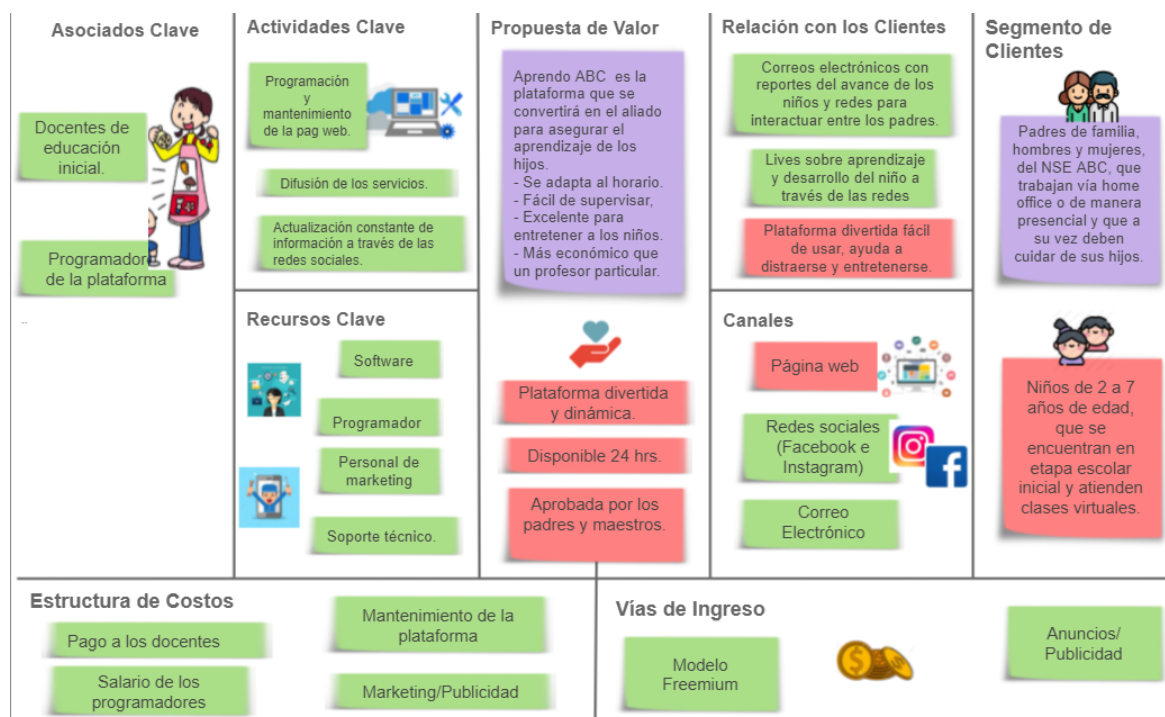 Asociados Clave
Docentes de
educación
inicial.
Programador
de la plataforma
..
Actividades Clave
Programación
y
mantenimiento
de la pag web.
Difusión de los servicios.
Actualización constante de
información a través de las
redes sociales.
Recursos Clave
Software
Programador
Personal de
marketing
Soporte técnico.
Propuesta de Valor
Aprendo ABC es la
plataforma que se
convertirá en el aliado
para asegurar el
aprendizaje de los
hijos.
- Se adapta al horario.
- Fácil de supervisar,
- Excelente para
entretener a los niños.
- Más económico que
un profesor particular.
Plataforma divertida
y dinámica.
Disponible 24 hrs.
Aprobada por los
padres y maestros.
Relación con los Clientes
Correos electrónicos con
reportes del avance de los
niños y redes para
interactuar entre los padres.
Lives sobre aprendizaje
y desarrollo del niño a
través de las redes
Plataforma divertida fácil
de usar, ayuda a
distraerse y entretenerse.
Canales
Página web
Redes sociales
(Facebook e
Instagram)
Correo
Electrónico
Segmento de
Clientes
Padres de familia,
hombres y mujeres,
del NSE ABC, que
trabajan vía home
office o de manera
presencial y que a
su vez deben
cuidar de sus hijos.
Niños de 2 a 7
años de edad,
que se
encuentran en
etapa escolar
inicial y atienden
clases virtuales.
Estructura de Costos
Pago a los docentes
Salario de los
programadores
Mantenimiento de la
plataforma
Marketing/Publicidad
Vías de Ingreso
Modelo
Freemium
Anuncios/
Publicidad